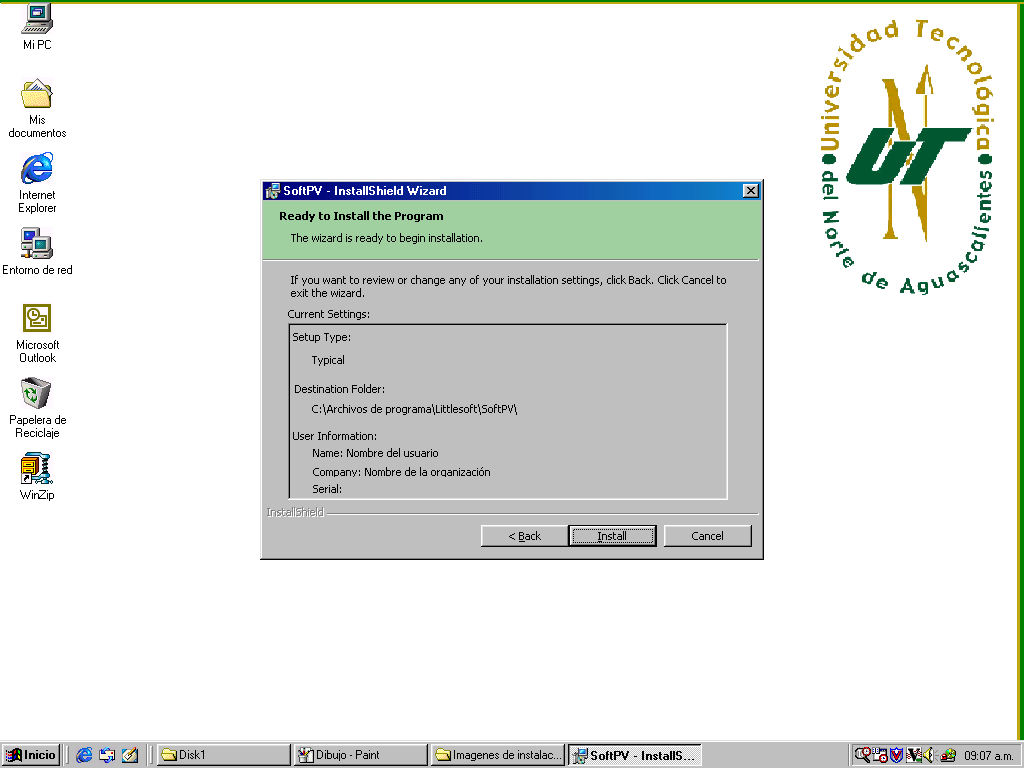 Mi PC
Mis
documentos
Internet
Explorer
Entorno de red
Microsoft
Outlook
Papelera de
Reciclaje
WinZip
Universidad Tecnológica
del Norte de Aguascalientes
UT
N
SoftPV - InstallShield Wizard
Ready to Install the Program
The wizard is ready to begin installation.
If you want to review or change any of your installation settings, click Back. Click Cancel to
exit the wizard.
Current Settings:
Setup Type:
Typical
Destination Folder:
C:\Archivos de programa\Littlesoft\SoftPV\
User Information:
Name: Nombre del usuario
Company: Nombre de la organización
Serial:
InstallShield
< Back
Install
Cancel
Inicio
Disk1
Dibujo - Paint
Imagenes de instalac...
SoftPV - InstallS...
09:07 a.m.